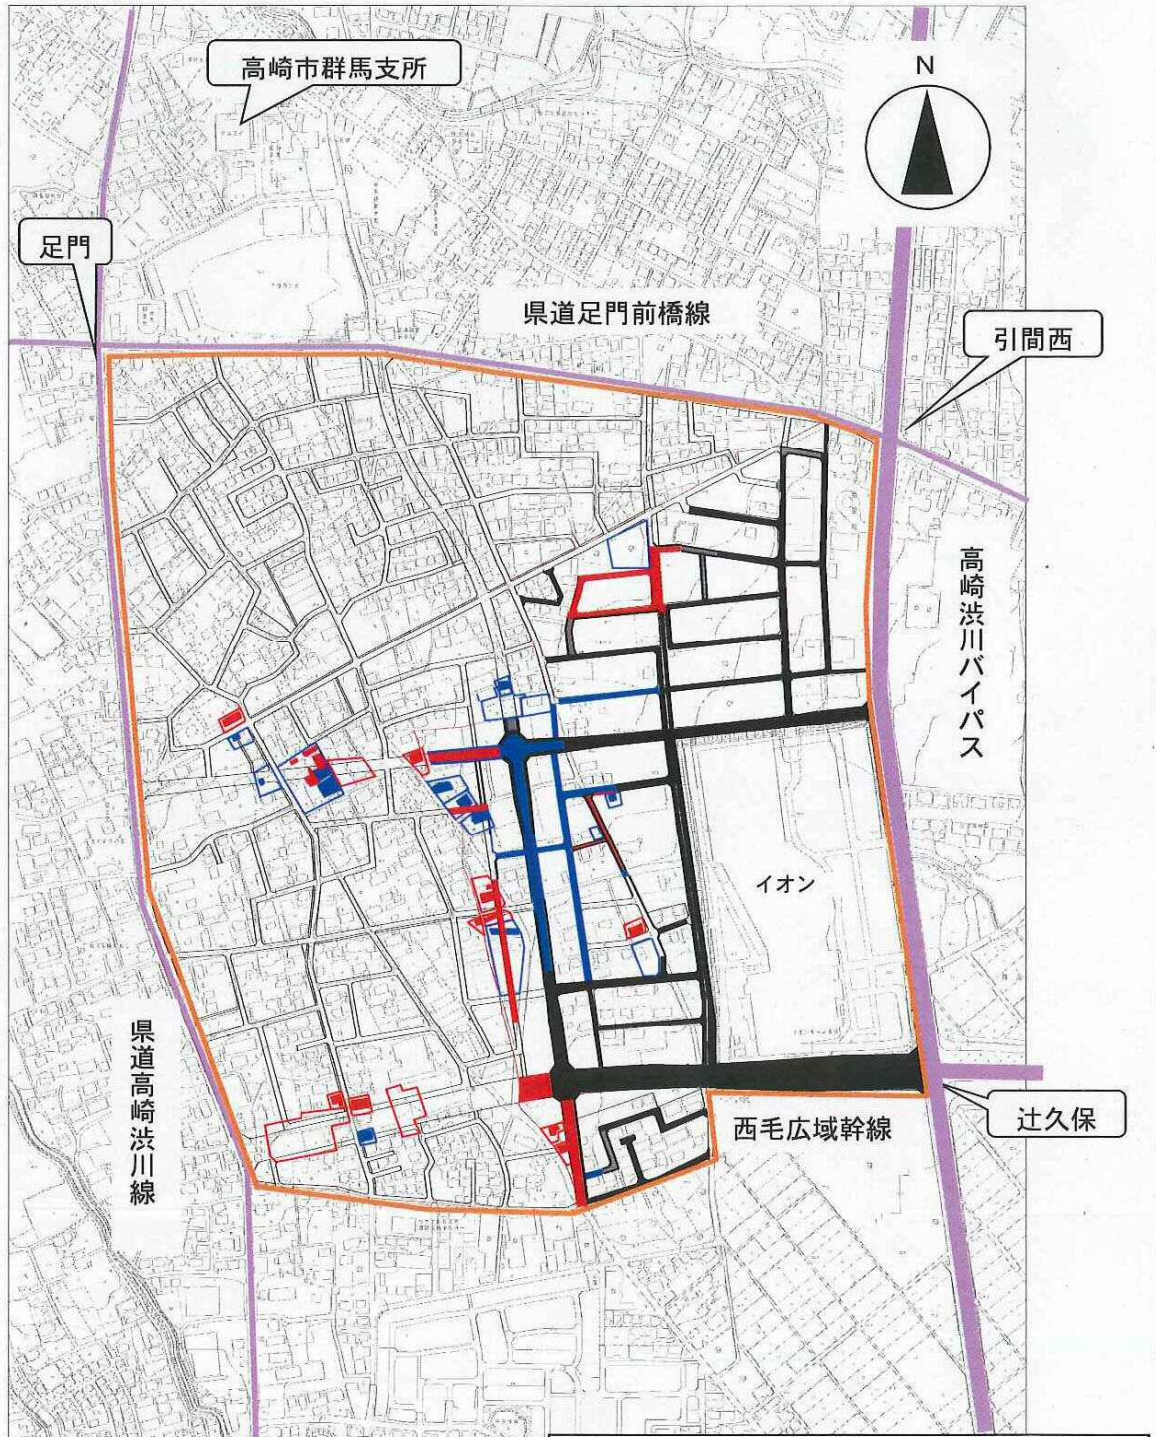 高崎市群馬支所
N
足門
県道足門前橋線
引間西
高崎渋川バイパス
イオン
県道高崎渋川線
西毛広域幹線
辻久保